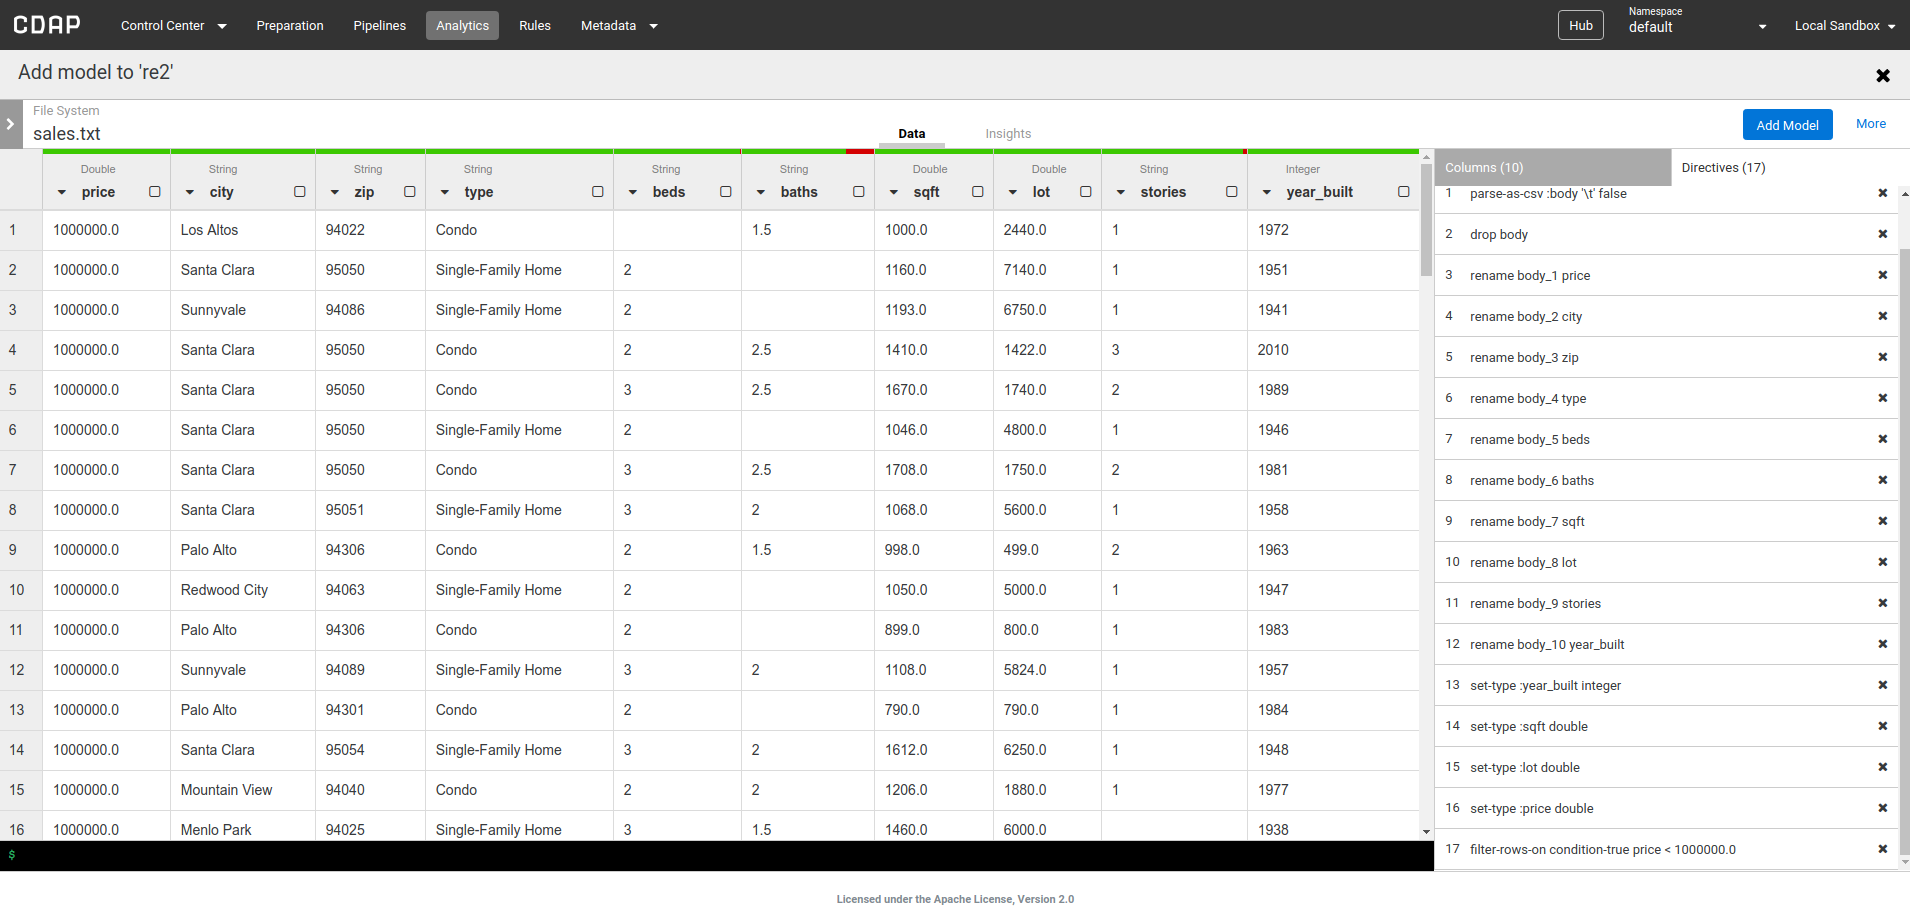 CDAP Control Center Preparation Pipelines Analytics Rules Metadata Hub Namespace default Local Sandbox
Add model to 're2'
File System
sales.txt
Data Insights Add Model More
Double String String String String String Double Double String Integer
price city zip type beds baths sqft lot stories year_built
1 1000000.0 Los Altos 94022 Condo 1.5 1000.0 2440.0 1 1972
2 1000000.0 Santa Clara 95050 Single-Family Home 2 1160.0 7140.0 1 1951
3 1000000.0 Sunnyvale 94086 Single-Family Home 2 1193.0 6750.0 1 1941
4 1000000.0 Santa Clara 95050 Condo 2 2.5 1410.0 1422.0 3 2010
5 1000000.0 Santa Clara 95050 Condo 3 2.5 1670.0 1740.0 2 1989
6 1000000.0 Santa Clara 95050 Single-Family Home 2 1046.0 4800.0 1 1946
7 1000000.0 Santa Clara 95050 Condo 3 2.5 1708.0 1750.0 2 1981
8 1000000.0 Santa Clara 95051 Single-Family Home 3 2 1068.0 5600.0 1 1958
9 1000000.0 Palo Alto 94306 Condo 2 1.5 998.0 499.0 2 1963
10 1000000.0 Redwood City 94063 Single-Family Home 2 1050.0 5000.0 1 1947
11 1000000.0 Palo Alto 94306 Condo 2 899.0 800.0 1 1983
12 1000000.0 Sunnyvale 94089 Single-Family Home 3 2 1108.0 5824.0 1 1957
13 1000000.0 Palo Alto 94301 Condo 2 790.0 790.0 1 1984
14 1000000.0 Santa Clara 95054 Single-Family Home 3 2 1612.0 6250.0 1 1948
15 1000000.0 Mountain View 94040 Condo 2 2 1206.0 1880.0 1 1977
16 1000000.0 Menlo Park 94025 Single-Family Home 3 1.5 1460.0 6000.0 1938
$
Columns (10) Directives (17)
1 parse-as-csv :body '\t' false
2 drop body
3 rename body_1 price
4 rename body_2 city
5 rename body_3 zip
6 rename body_4 type
7 rename body_5 beds
8 rename body_6 baths
9 rename body_7 sqft
10 rename body_8 lot
11 rename body_9 stories
12 rename body_10 year_built
13 set-type :year_built integer
14 set-type :sqft double
15 set-type :lot double
16 set-type :price double
17 filter-rows-on condition-true price < 1000000.0
Licensed under the Apache License, Version 2.0